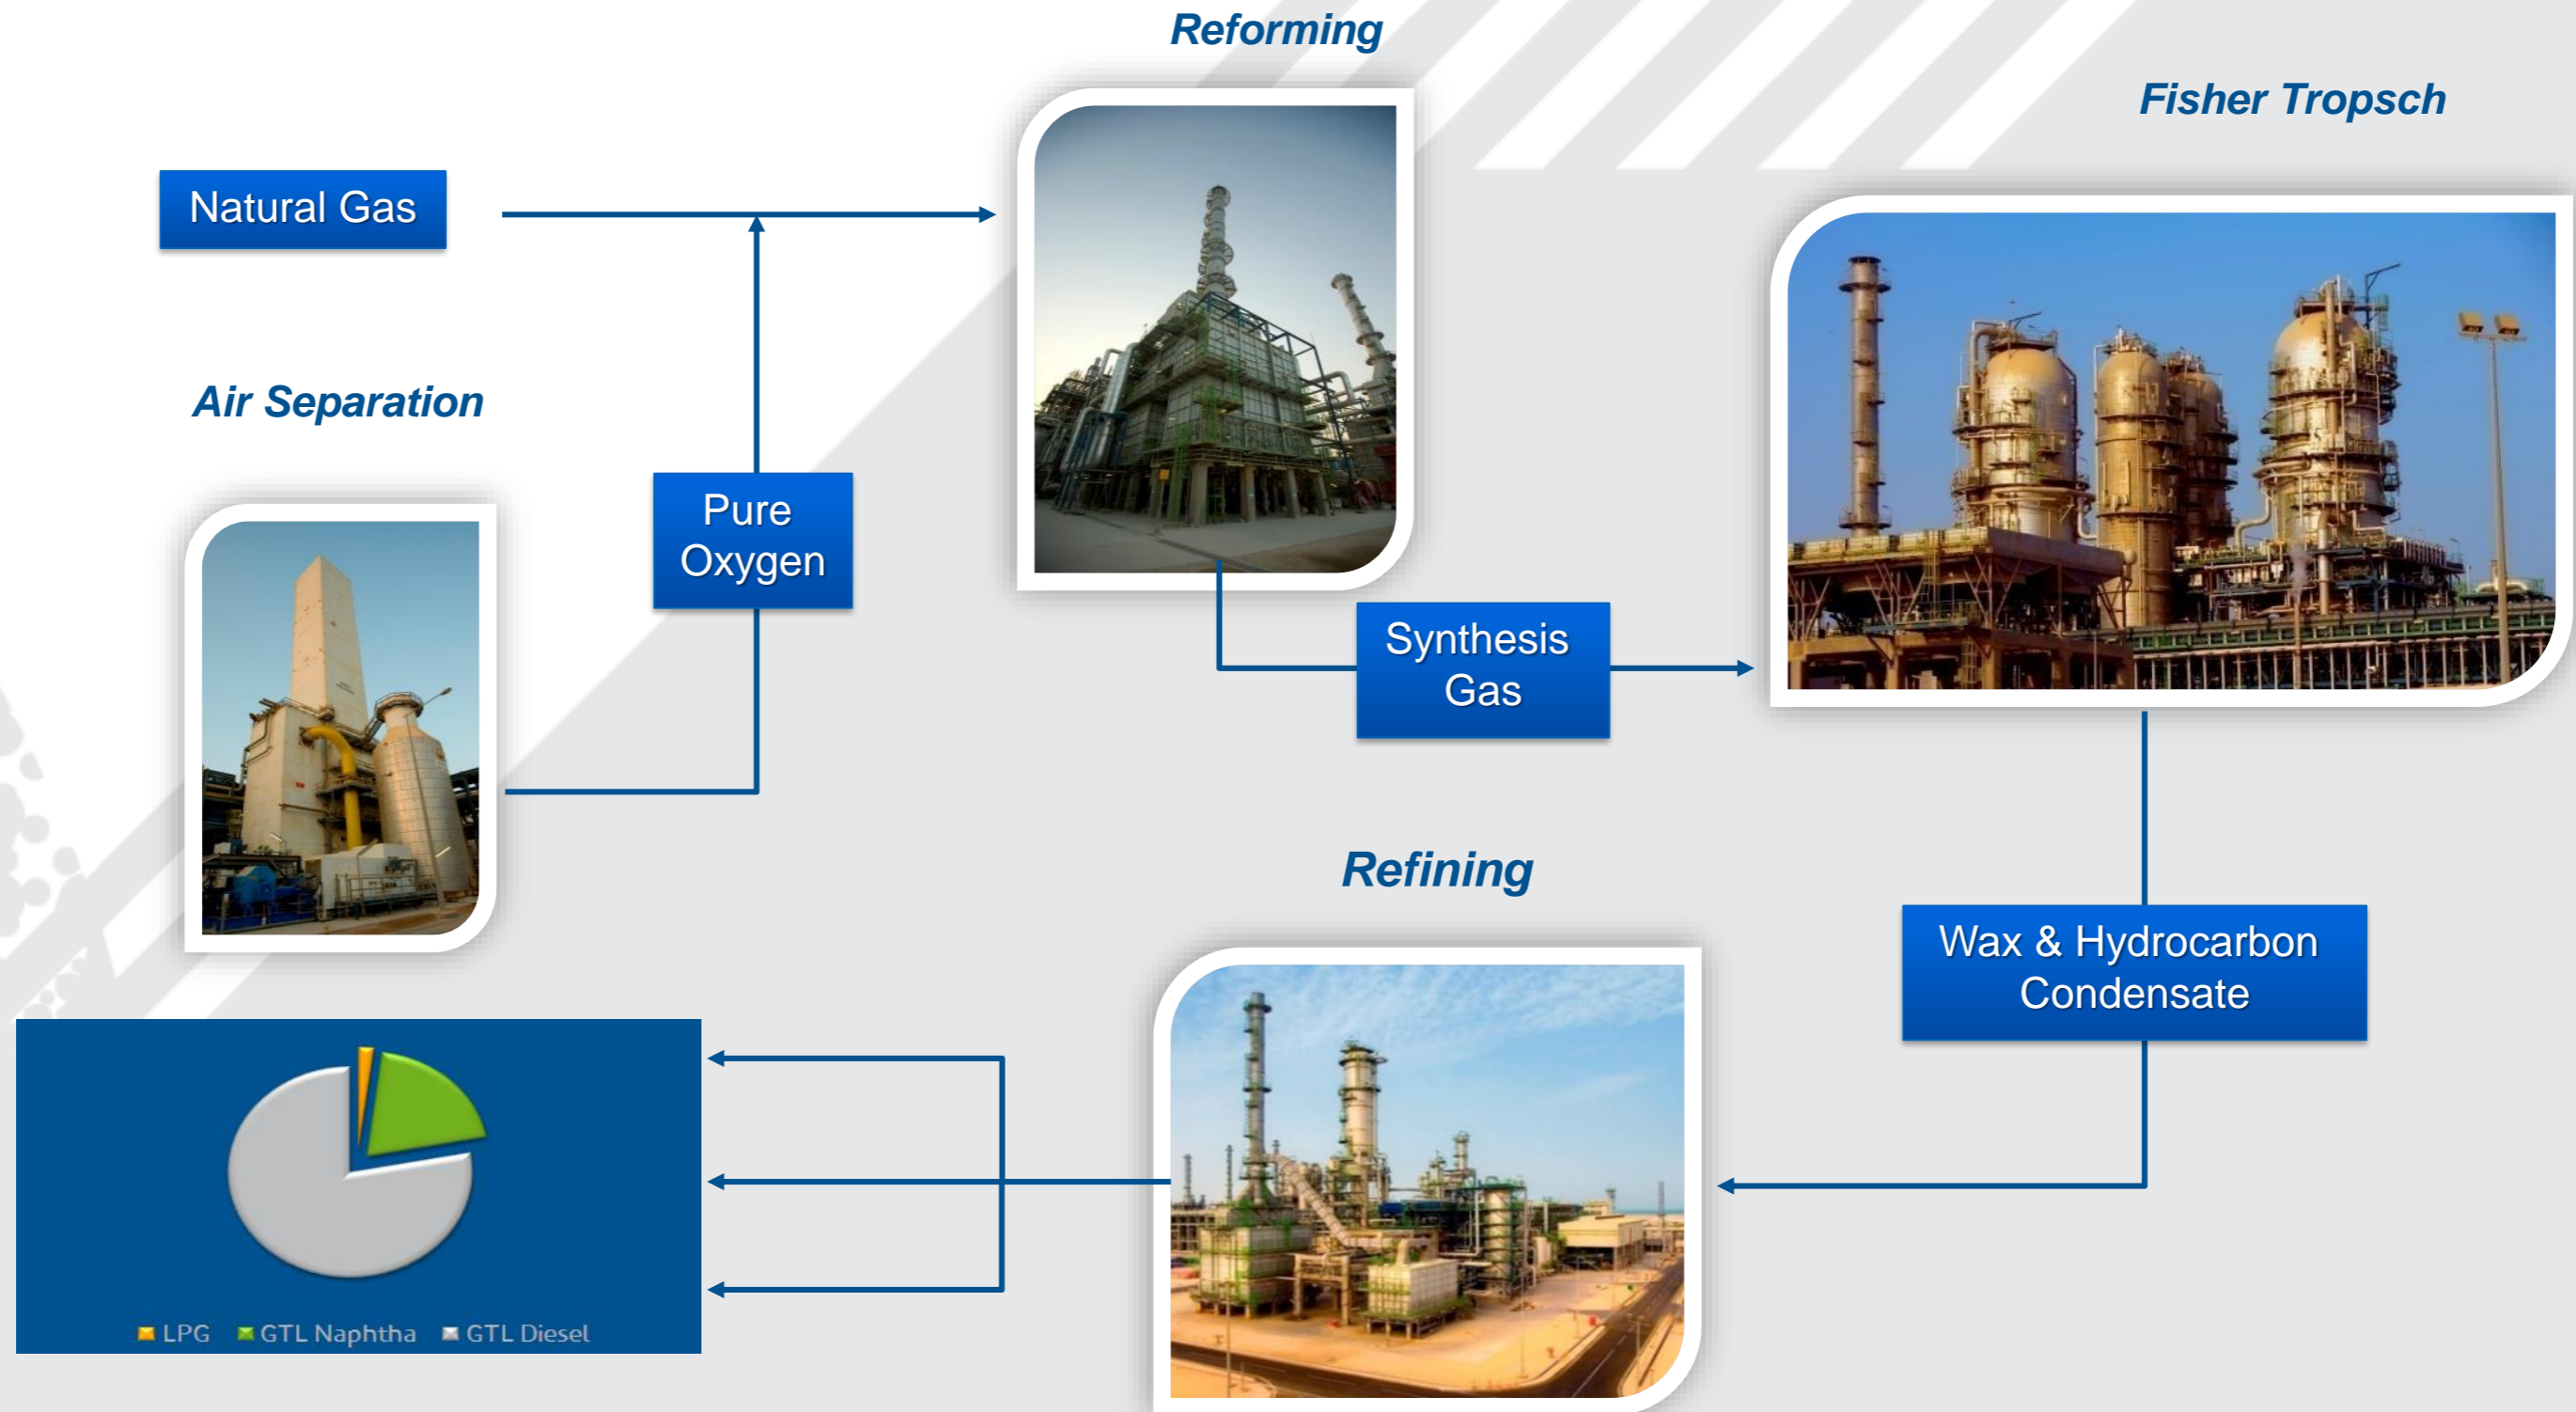 Reforming
Fisher Tropsch
Natural Gas
Air Separation
Pure
Oxygen
Synthesis
Gas
Refining
Wax & Hydrocarbon
Condensate
LPG GTL Naphtha GTL Diesel